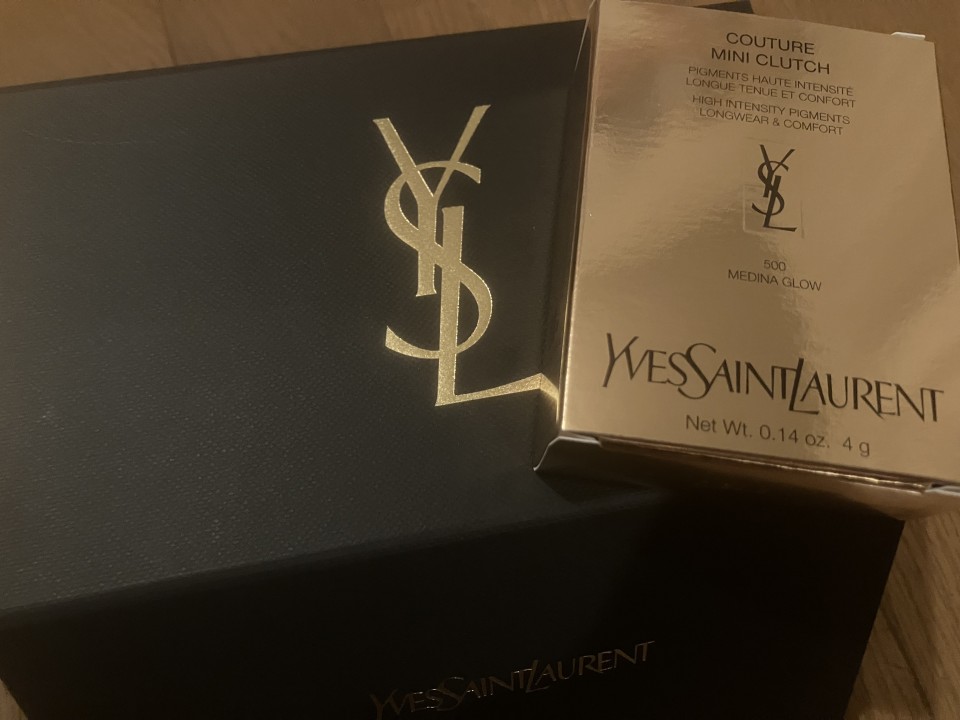 YSL
COUTURE
MINI CLUTCH
PIGMENTS HAUTE INTENSITÉ
LONGUE TENUE ET CONFORT
HIGH INTENSITY PIGMENTS
LONGWEAR & COMFORT
YSL
500
MEDINA GLOW
YVESSAINTLAURENT
Net Wt. 0.14 oz. 4 g
YVESSAINTLAURENT